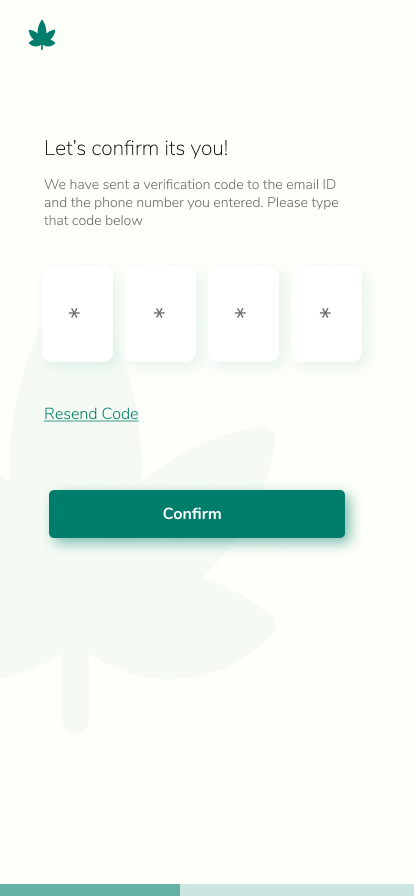 Let’s confirm its you!
We have sent a verification code to the email ID
and the phone number you entered. Please type
that code below
* * * *
Resend Code
Confirm